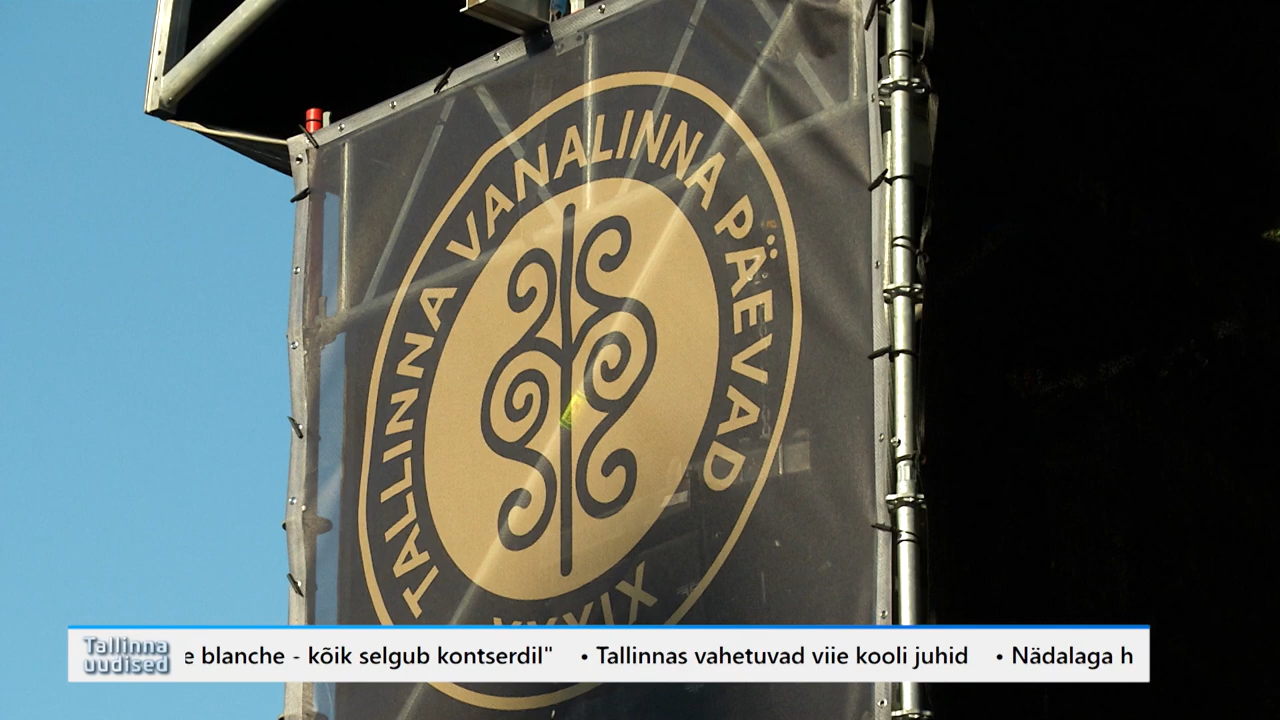 TALLINNA VANALINNA PÄEVAD
XXXIX
Tallinna
uudised
e blanche - kõik selgub kontserdil" • Tallinnas vahetuvad viie kooli juhid • Nädalaga h